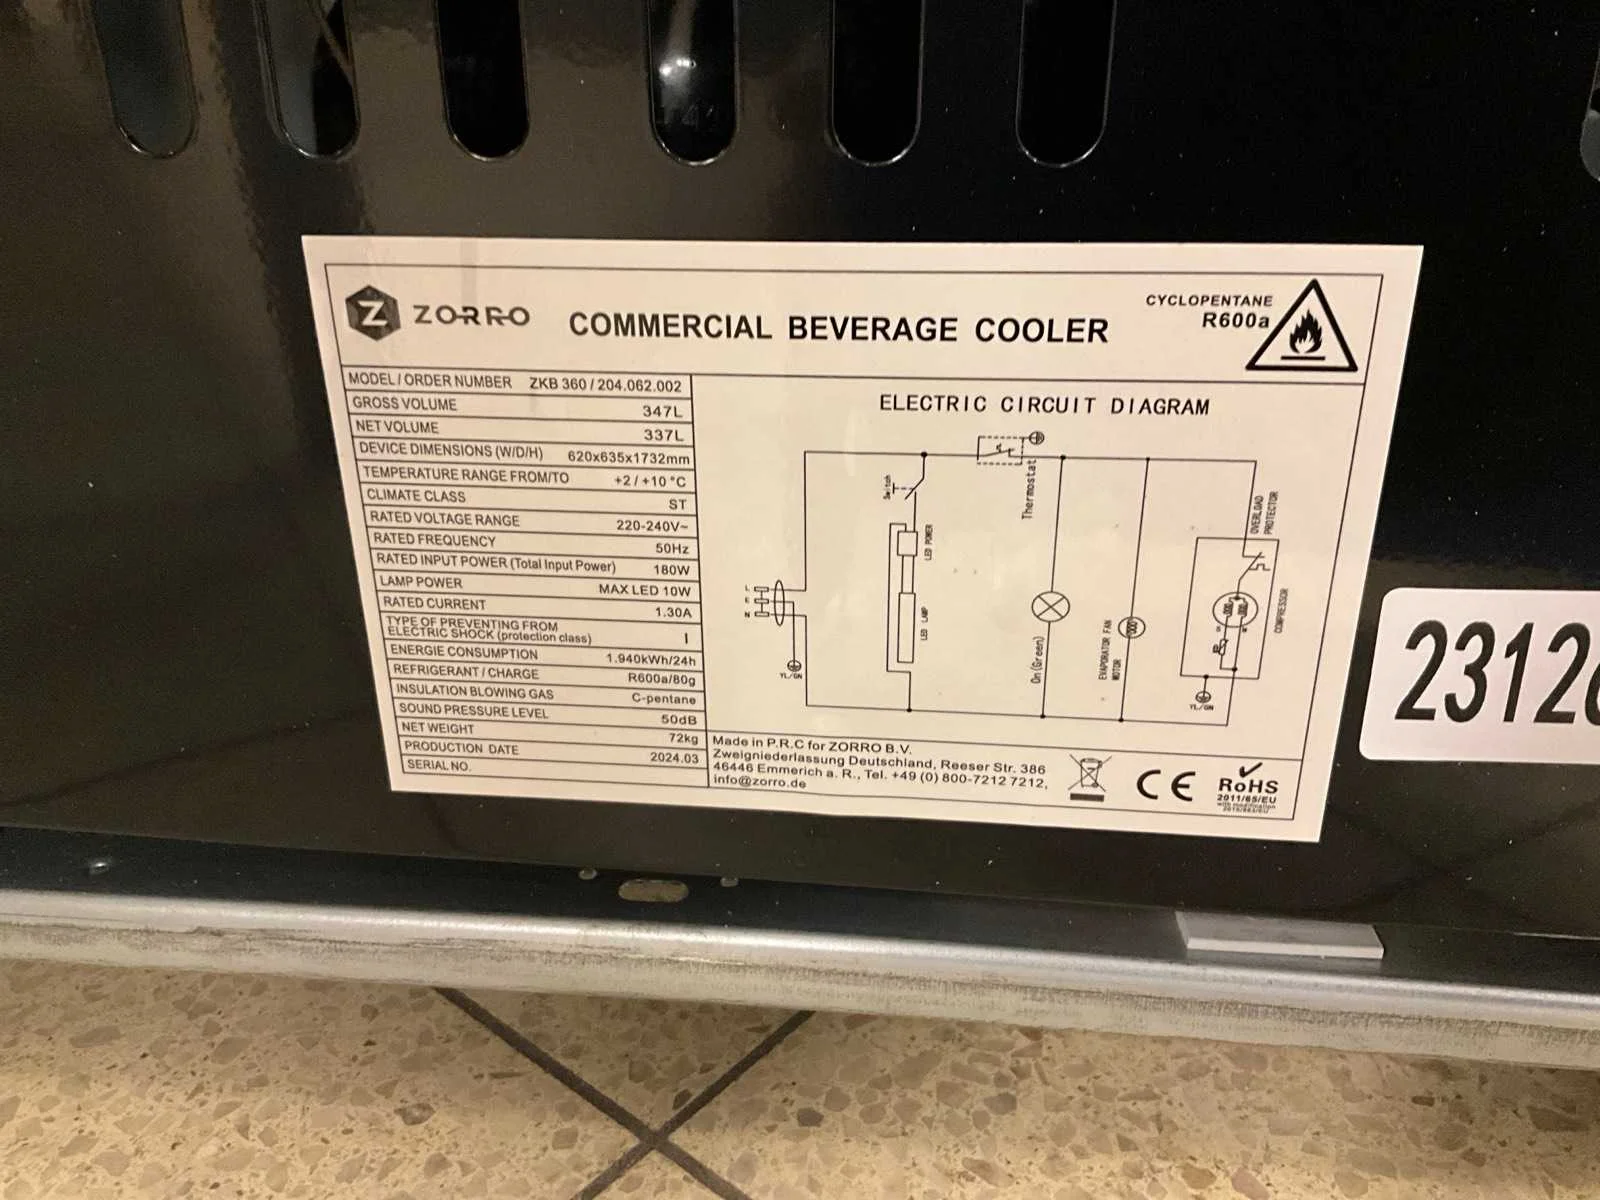 ZORRO
COMMERCIAL BEVERAGE COOLER
CYCLOPENTANE
R600a
MODEL / ORDER NUMBER ZKB 360 / 204.062.002
GROSS VOLUME 347L
NET VOLUME 337L
DEVICE DIMENSIONS (W/D/H) 620x635x1732mm
TEMPERATURE RANGE FROM/TO +2 / +10 °C
CLIMATE CLASS ST
RATED VOLTAGE RANGE 220-240V~
RATED FREQUENCY 50Hz
RATED INPUT POWER (Total Input Power) 180W
LAMP POWER MAX LED 10W
RATED CURRENT 1.30A
TYPE OF PREVENTING FROM
ELECTRIC SHOCK (protection class) I
ENERGIE CONSUMPTION 1.940kWh/24h
REFRIGERANT / CHARGE R600a/80g
INSULATION BLOWING GAS C-pentane
SOUND PRESSURE LEVEL 50dB
NET WEIGHT 72kg
PRODUCTION DATE 2024.03
SERIAL NO.
ELECTRIC CIRCUIT DIAGRAM
Switch
LED POWER
LED LAMP
Thermostat
On(Green)
EVAPORATOR FAN
MOTOR
OVERLOAD
PROTECTOR
COMPRESSOR
L
E
N
YL/GN
YL/GN
Made in P.R.C for ZORRO B.V.
Zweigniederlassung Deutschland, Reeser Str. 386
46446 Emmerich a. R., Tel. +49 (0) 800-7212 7212,
info@zorro.de
CE
RoHS
2011/65/EU
2312